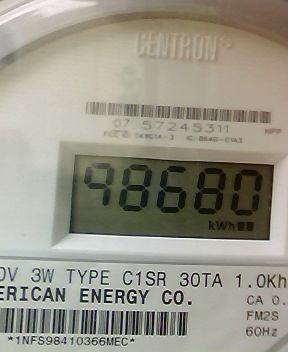 CENTRON
07 57245311 HPP
98680
kWh
0V 3W TYPE C1SR 30TA 1.0Kh
ERICAN ENERGY CO. CA 0.
FM2S
60Hz
*1NFS98410366MEC*